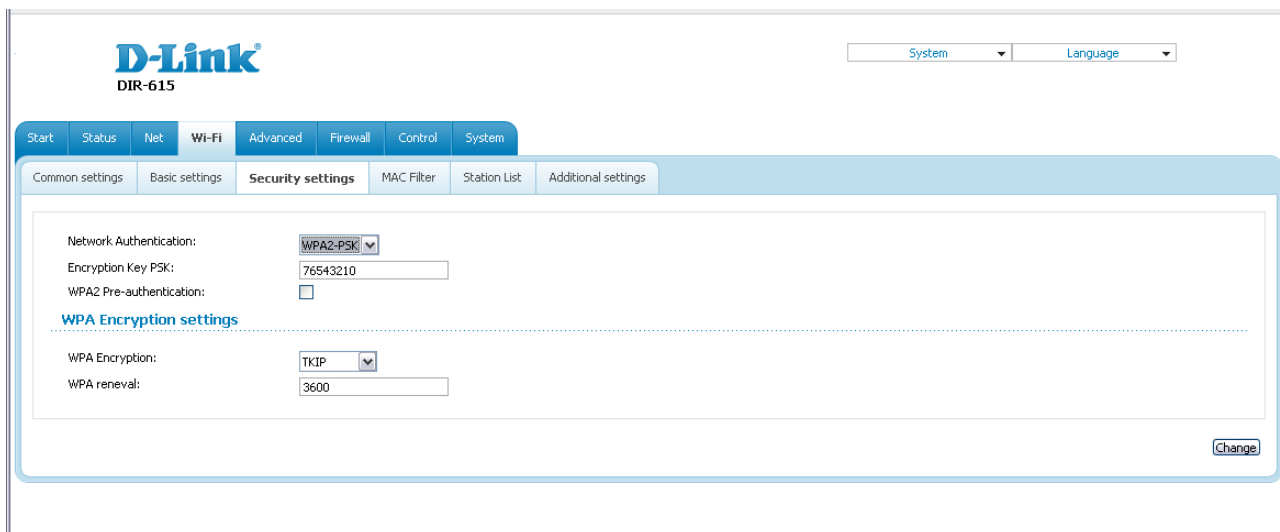 D-Link®
DIR-615
System Language
Start Status Net Wi-Fi Advanced Firewall Control System
Common settings Basic settings Security settings MAC Filter Station List Additional settings
Network Authentication: WPA2-PSK
Encryption Key PSK: 76543210
WPA2 Pre-authentication:
WPA Encryption settings
WPA Encryption: TKIP
WPA reneval: 3600
Change